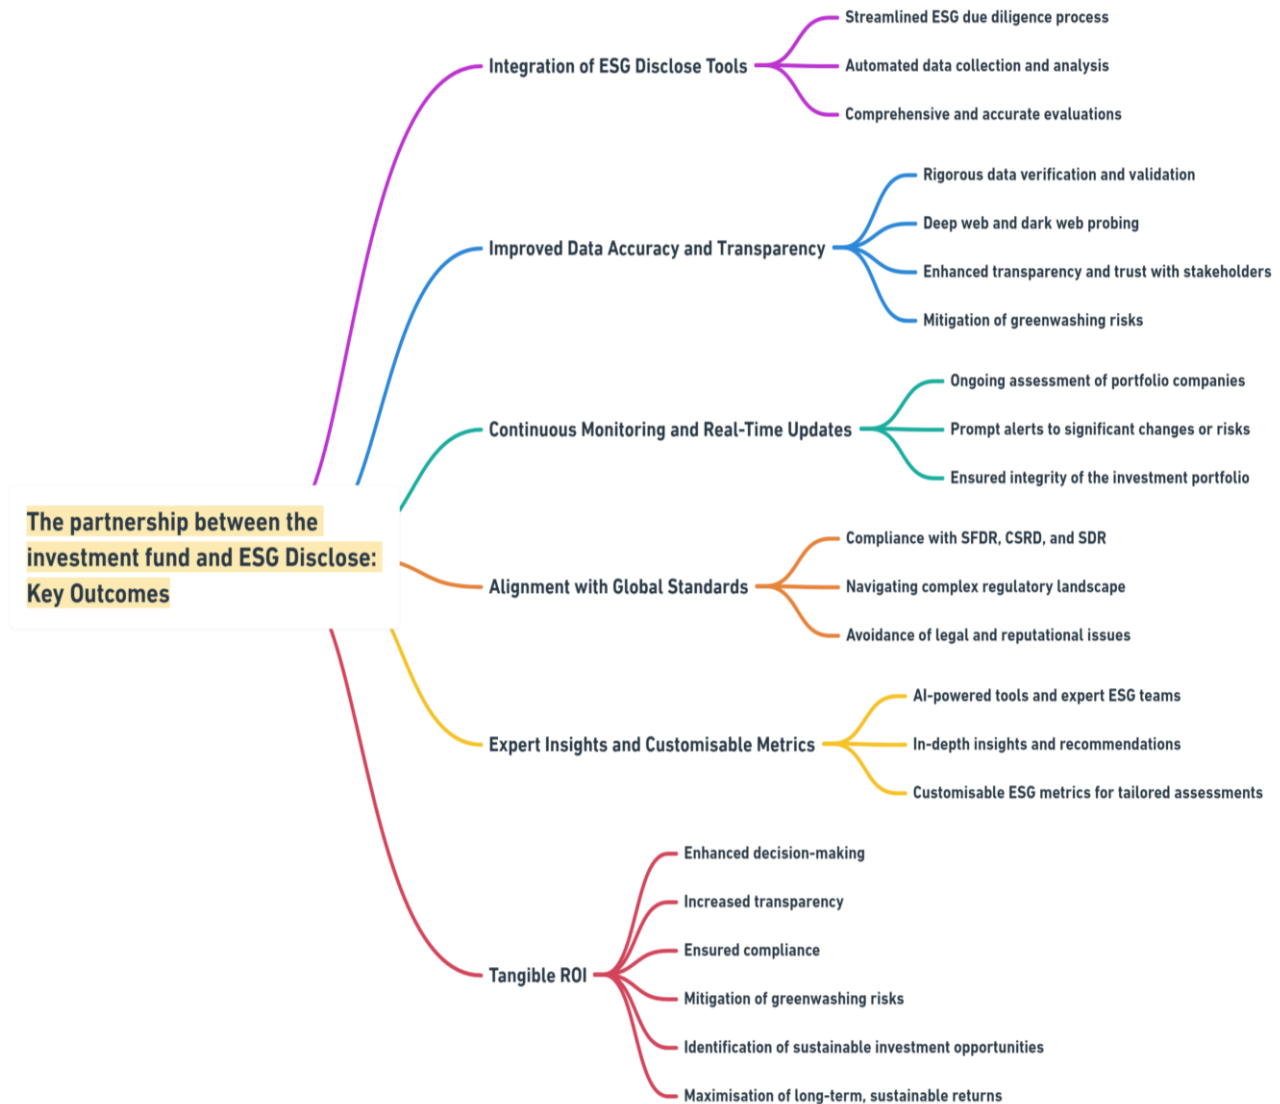 The partnership between the
investment fund and ESG Disclose:
Key Outcomes
Integration of ESG Disclose Tools
Streamlined ESG due diligence process
Automated data collection and analysis
Comprehensive and accurate evaluations
Improved Data Accuracy and Transparency
Rigorous data verification and validation
Deep web and dark web probing
Enhanced transparency and trust with stakeholders
Mitigation of greenwashing risks
Continuous Monitoring and Real-Time Updates
Ongoing assessment of portfolio companies
Prompt alerts to significant changes or risks
Ensured integrity of the investment portfolio
Alignment with Global Standards
Compliance with SFDR, CSRD, and SDR
Navigating complex regulatory landscape
Avoidance of legal and reputational issues
Expert Insights and Customisable Metrics
AI-powered tools and expert ESG teams
In-depth insights and recommendations
Customisable ESG metrics for tailored assessments
Tangible ROI
Enhanced decision-making
Increased transparency
Ensured compliance
Mitigation of greenwashing risks
Identification of sustainable investment opportunities
Maximisation of long-term, sustainable returns